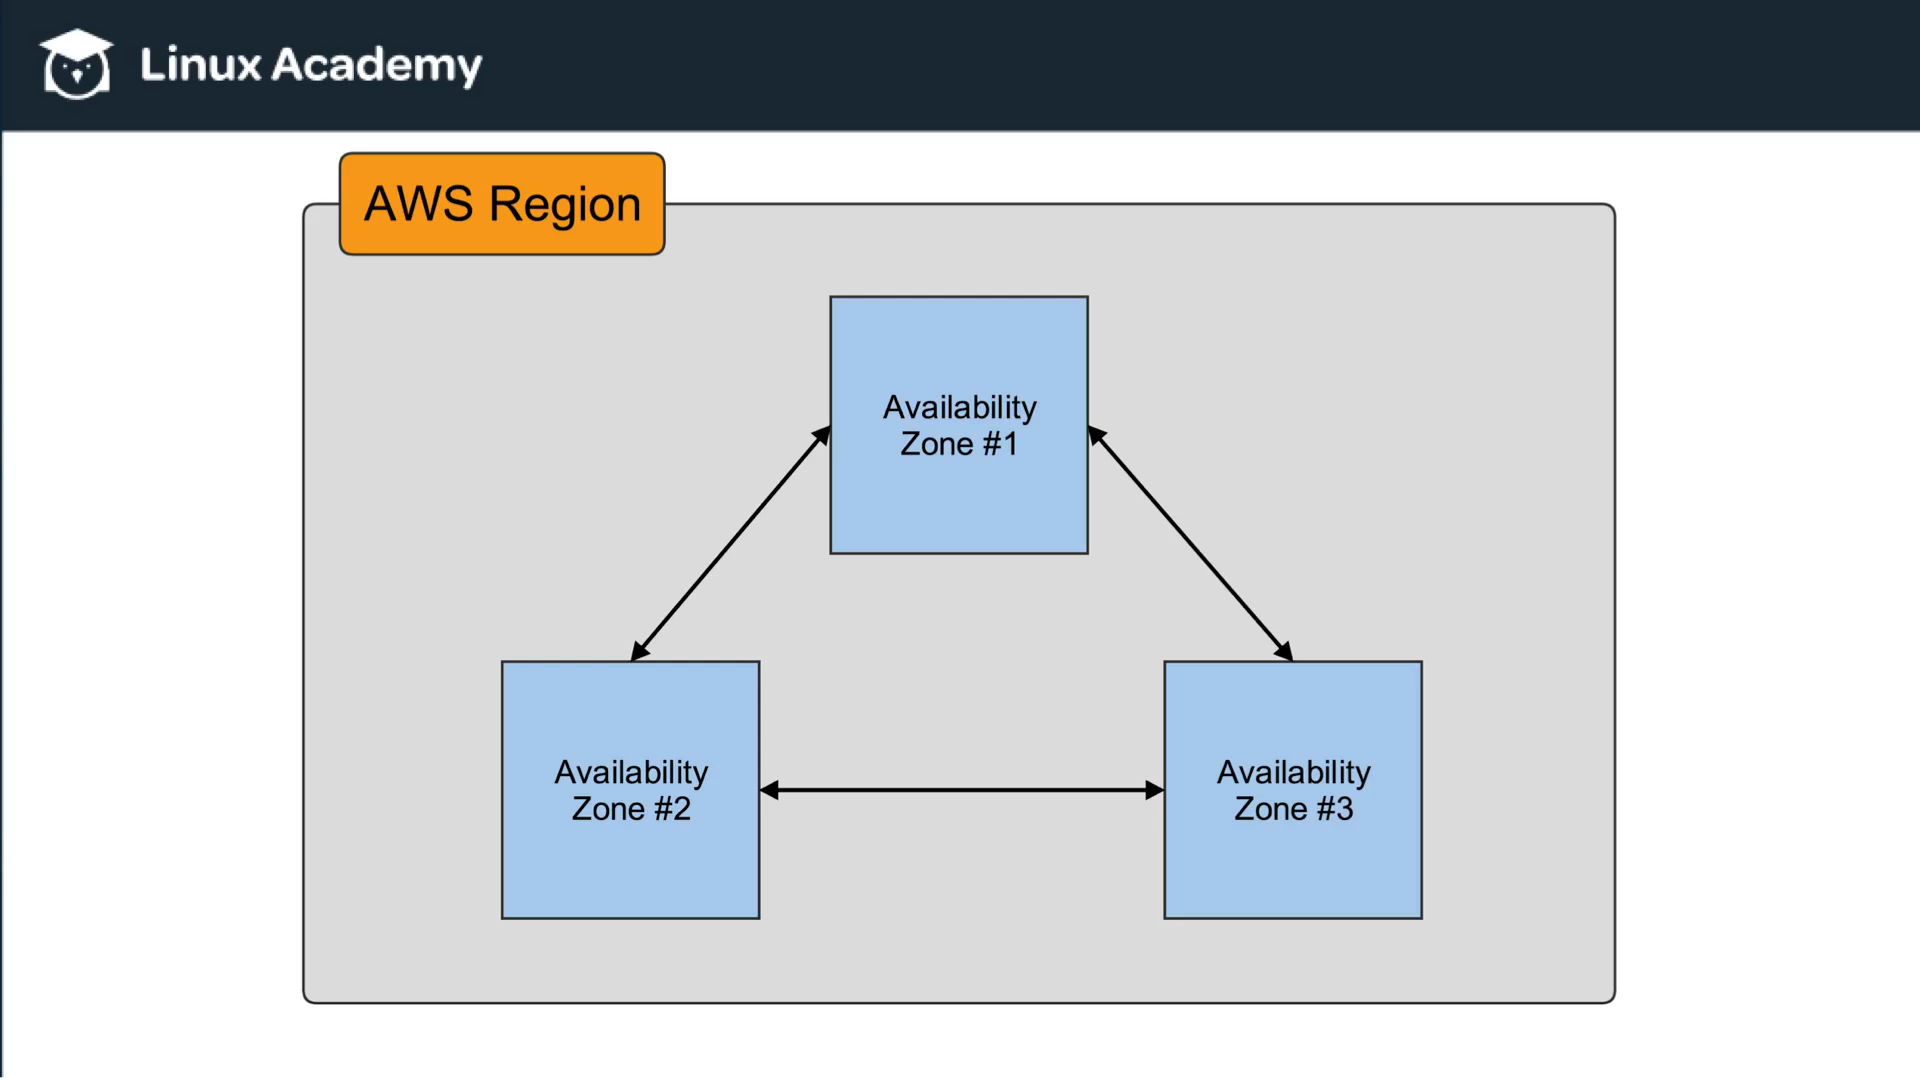 Linux Academy
AWS Region
Availability
Zone #1
Availability
Zone #2
Availability
Zone #3